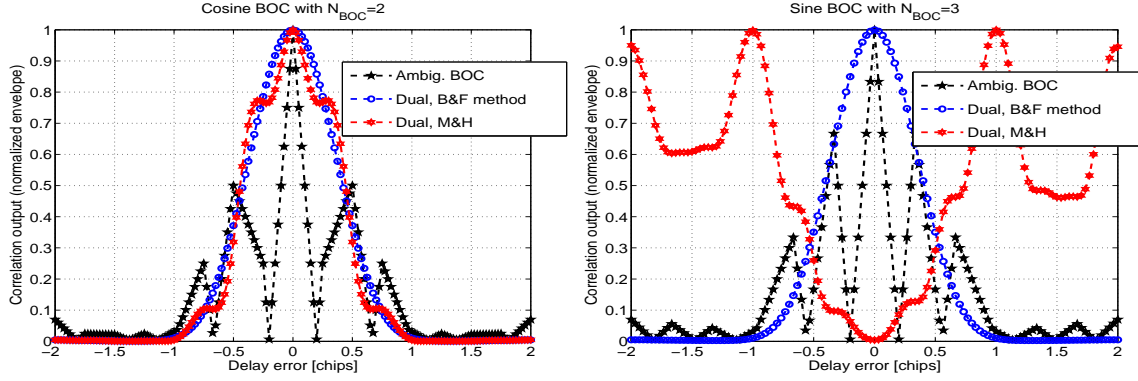 Cosine BOC with N_BOC=2
Correlation output (normalized envelope)
1
0.9
0.8
0.7
0.6
0.5
0.4
0.3
0.2
0.1
0
−2 −1.5 −1 −0.5 0 0.5 1 1.5 2
Delay error [chips]
Ambig. BOC
Dual, B&F method
Dual, M&H
Sine BOC with N_BOC=3
Correlation output (normalized envelope)
1
0.9
0.8
0.7
0.6
0.5
0.4
0.3
0.2
0.1
0
−2 −1.5 −1 −0.5 0 0.5 1 1.5 2
Delay error [chips]
Ambig. BOC
Dual, B&F method
Dual, M&H